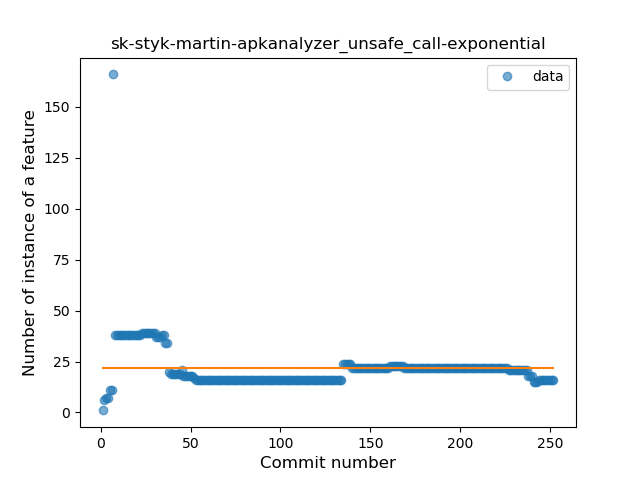 sk-styk-martin-apkanalyzer_unsafe_call-exponential
data
Number of instance of a feature
150
125
100
75
50
25
0
0 50 100 150 200 250
Commit number